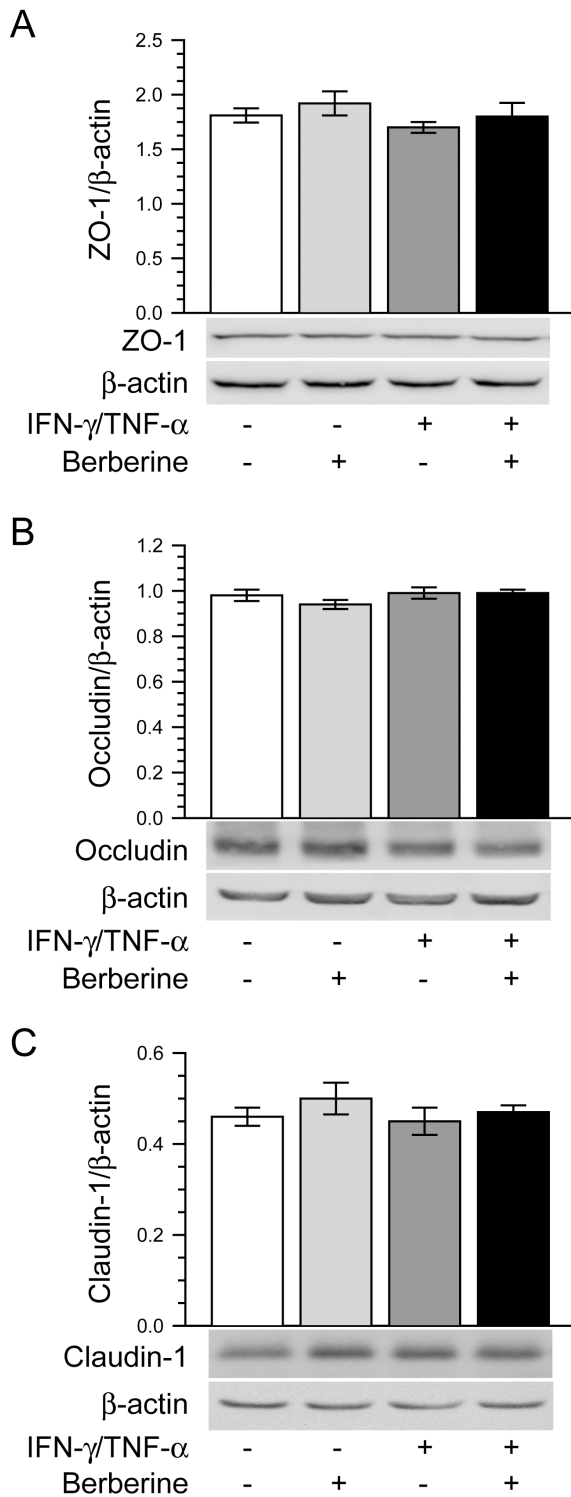 A
ZO-1/β-actin
2.5
2.0
1.5
1.0
0.5
0.0
ZO-1
β-actin
IFN-γ/TNF-α - - + +
Berberine - + - +
B
Occludin/β-actin
1.2
1.0
0.8
0.6
0.4
0.2
0.0
Occludin
β-actin
IFN-γ/TNF-α - - + +
Berberine - + - +
C
Claudin-1/β-actin
0.6
0.4
0.2
0.0
Claudin-1
β-actin
IFN-γ/TNF-α - - + +
Berberine - + - +